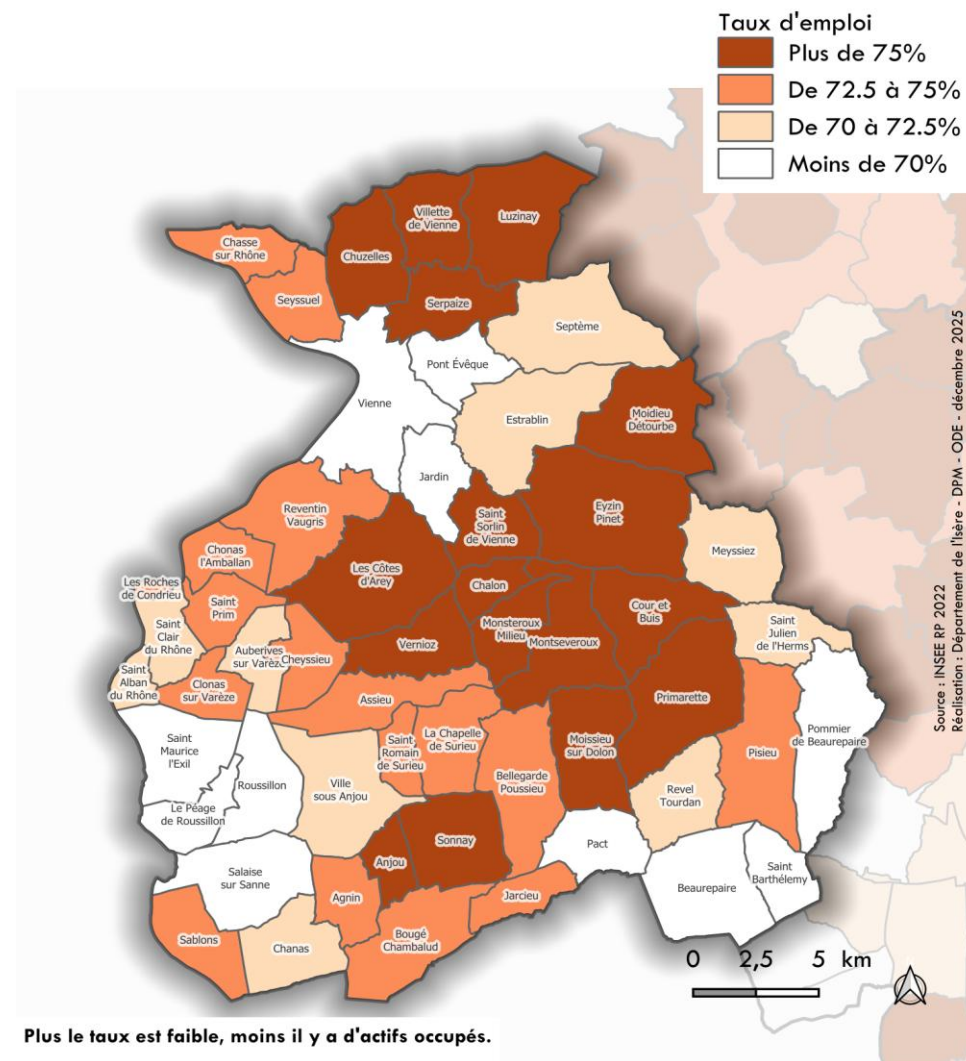 Taux d'emploi
Plus de 75%
De 72.5 à 75%
De 70 à 72.5%
Moins de 70%
Villette
de Vienne
Luzinay
Chasse
sur Rhône
Chuzelles
Seyssuel
Serpaize
Septème
Pont Évêque
Vienne
Estrablin
Moidieu
Détourbe
Jardin
Reventin
Vaugris
Saint
Sorlin
de Vienne
Eyzin
Pinet
Chonas
l'Amballan
Les Côtes
d'Arey
Meyssiez
Les Roches
de Condrieu
Chalon
Saint
Prim
Cour et
Buis
Saint
Clair
du Rhône
Monsteroux
Milieu
Montseveroux
Saint
Julien
de l'Herms
Auberives
sur Varèze
Cheyssieu
Vernioz
Saint
Alban
du Rhône
Clonas
sur Varèze
Assieu
Primarette
Saint
Maurice
l'Exil
Saint
Romain
de Surieu
La Chapelle
de Surieu
Moissieu
sur Dolon
Pisieu
Pommier
de Beaurepaire
Roussillon
Ville
sous Anjou
Bellegarde
Poussieu
Revel
Tourdan
Le Péage
de Roussillon
Sonnay
Anjou
Pact
Salaise
sur Sanne
Saint
Barthélemy
Beaurepaire
Agnin
Jarcieu
Sablons
Chanas
Bougé
Chambalud
0 2,5 5 km
Source : INSEE RP 2022
Réalisation : Département de l'Isère - DPM - ODE - décembre 2025
Plus le taux est faible, moins il y a d'actifs occupés.